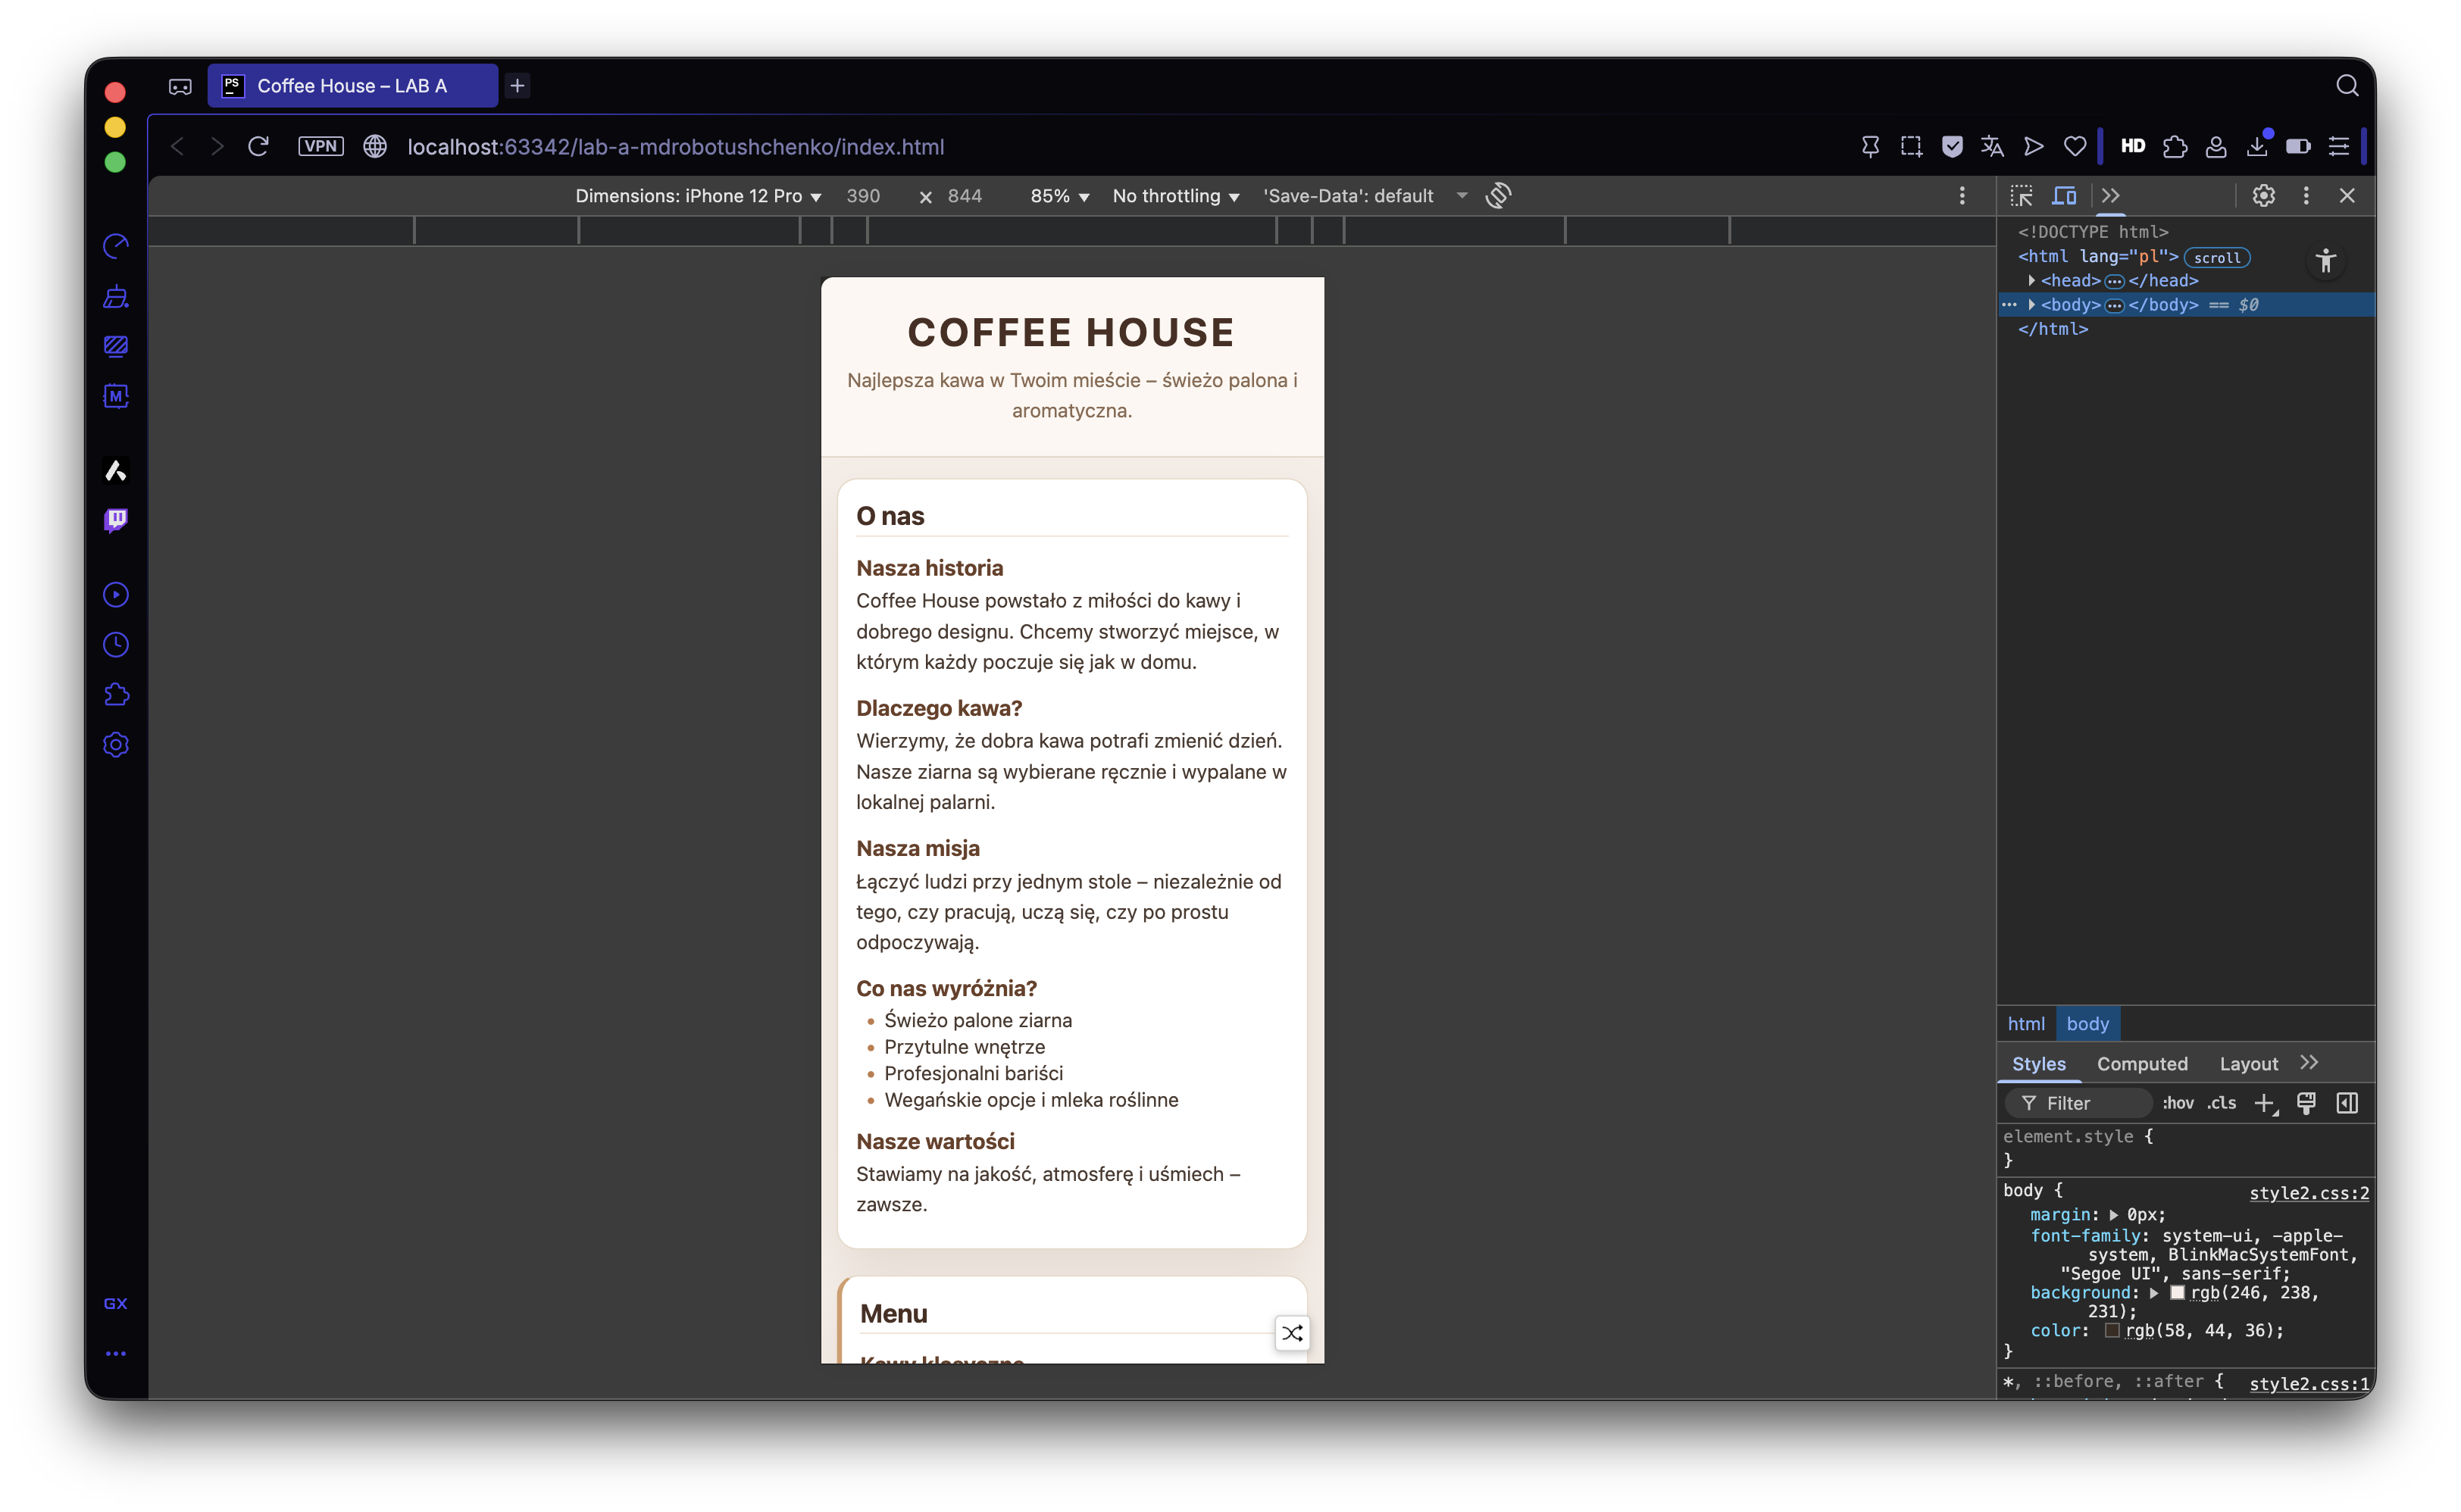 PS
Coffee House – LAB A
VPN
localhost:63342/lab-a-mdrobotushchenko/index.html
HD
Dimensions: iPhone 12 Pro
390
×
844
85%
No throttling
'Save-Data': default
M
GX
COFFEE HOUSE
Najlepsza kawa w Twoim mieście – świeżo palona i
aromatyczna.
O nas
Nasza historia
Coffee House powstało z miłości do kawy i
dobrego designu. Chcemy stworzyć miejsce, w
którym każdy poczuje się jak w domu.
Dlaczego kawa?
Wierzymy, że dobra kawa potrafi zmienić dzień.
Nasze ziarna są wybierane ręcznie i wypalane w
lokalnej palarni.
Nasza misja
Łączyć ludzi przy jednym stole – niezależnie od
tego, czy pracują, uczą się, czy po prostu
odpoczywają.
Co nas wyróżnia?
• Świeżo palone ziarna
• Przytulne wnętrze
• Profesjonalni bariści
• Wegańskie opcje i mleka roślinne
Nasze wartości
Stawiamy na jakość, atmosferę i uśmiech –
zawsze.
Menu
<!DOCTYPE html>
<html lang="pl"> scroll
<head> ... </head>
<body> ... </body> == $0
</html>
html body
Styles Computed Layout
Filter :hov .cls
element.style {
}
body { style2.css:2
margin: 0px;
font-family: system-ui, -apple-
system, BlinkMacSystemFont,
"Segoe UI", sans-serif;
background: rgb(246, 238,
231);
color: rgb(58, 44, 36);
}
*, ::before, ::after { style2.css:1